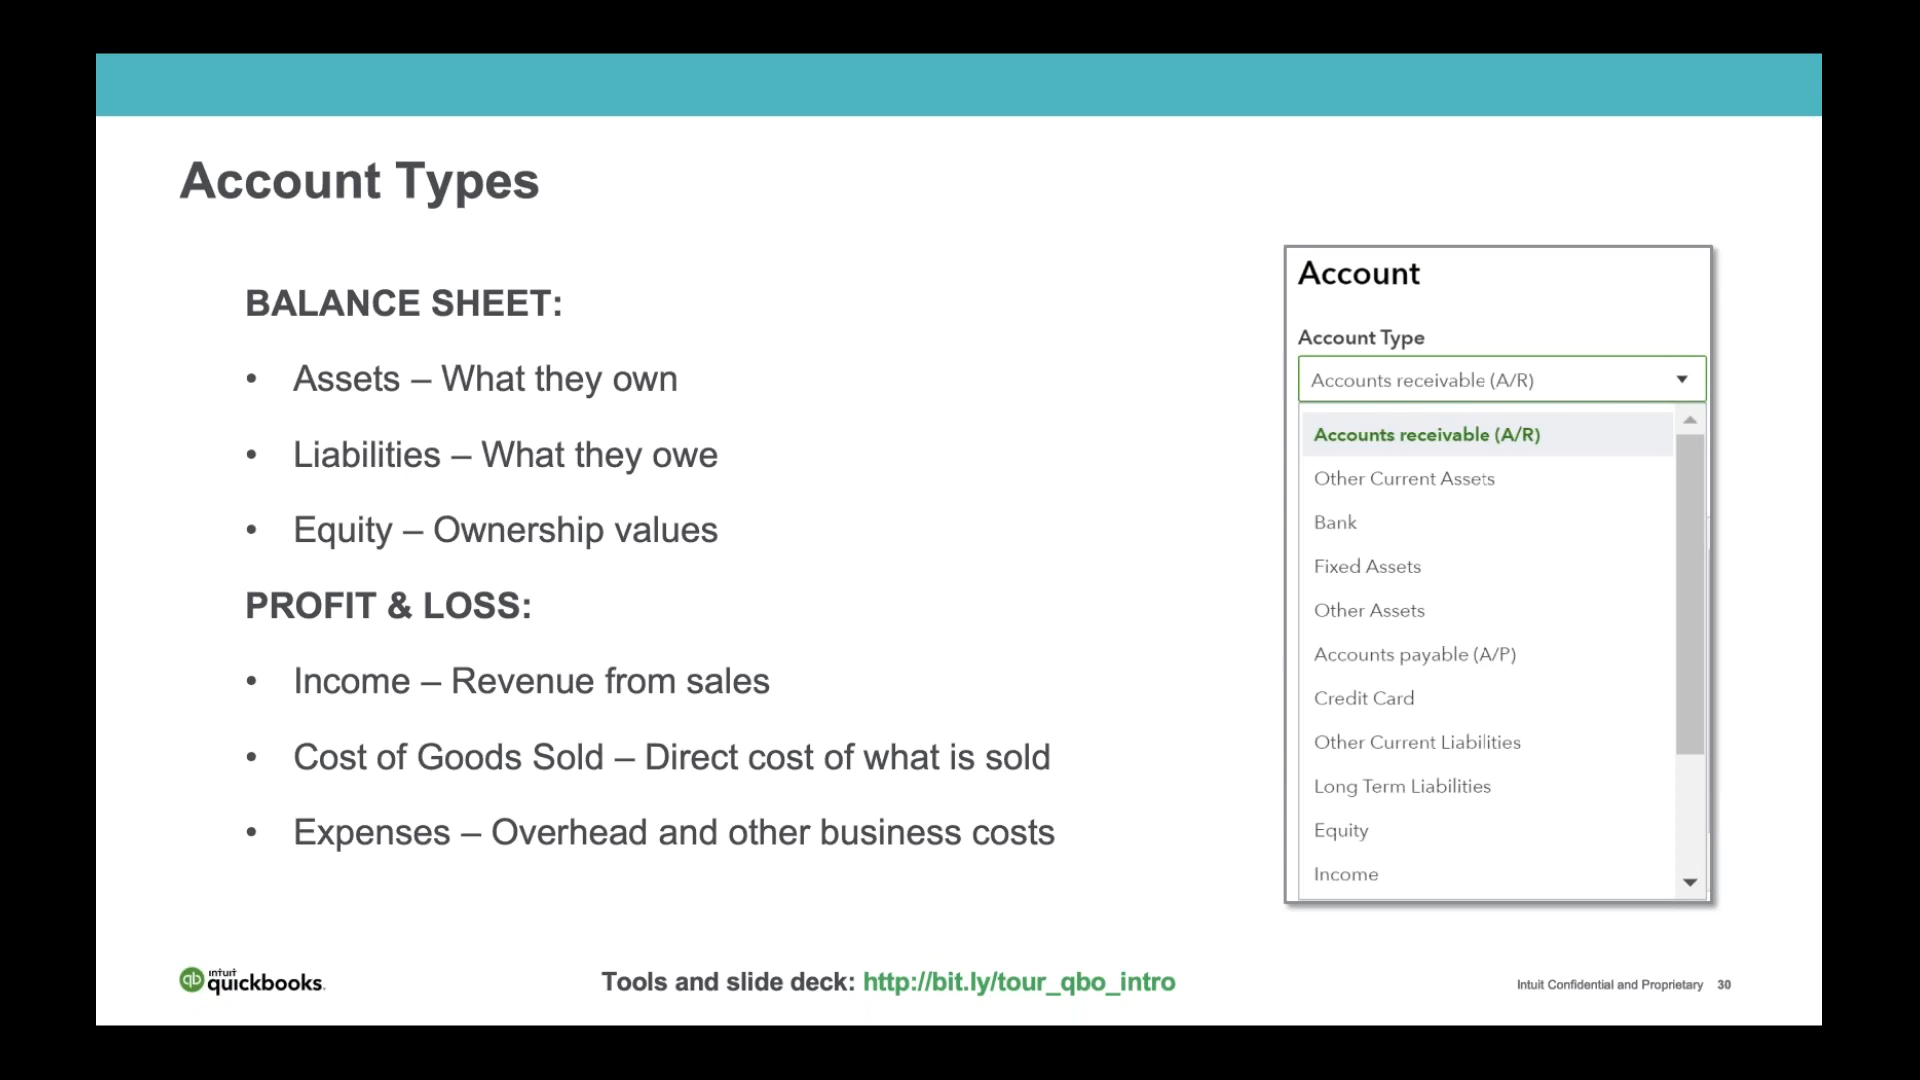 Account Types
BALANCE SHEET:
• Assets – What they own
• Liabilities – What they owe
• Equity – Ownership values
PROFIT & LOSS:
• Income – Revenue from sales
• Cost of Goods Sold – Direct cost of what is sold
• Expenses – Overhead and other business costs
Account
Account Type
Accounts receivable (A/R)
Accounts receivable (A/R)
Other Current Assets
Bank
Fixed Assets
Other Assets
Accounts payable (A/P)
Credit Card
Other Current Liabilities
Long Term Liabilities
Equity
Income
qb intuit quickbooks.
Tools and slide deck: http://bit.ly/tour_qbo_intro
Intuit Confidential and Proprietary 30